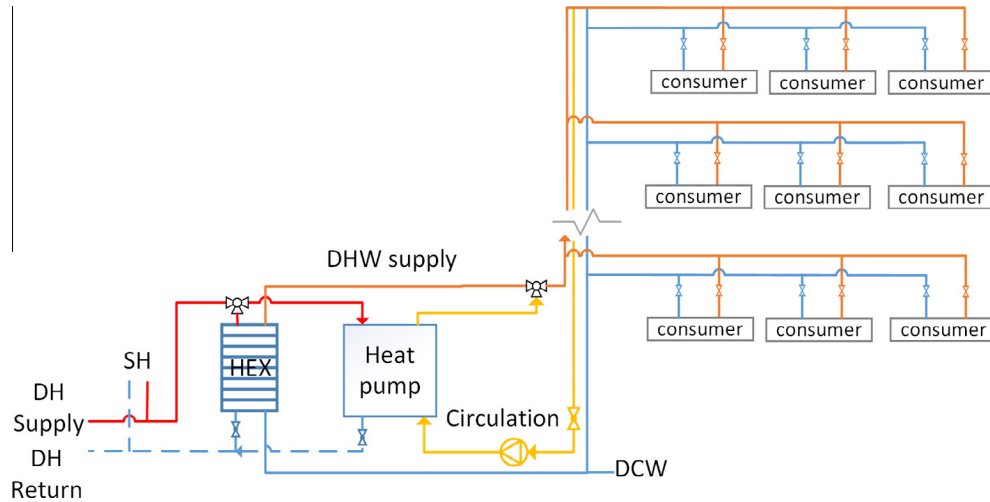 consumer consumer consumer
consumer consumer consumer
DHW supply
consumer consumer consumer
SH
HEX
Heat
pump
DH
Supply
Circulation
DH
Return
DCW